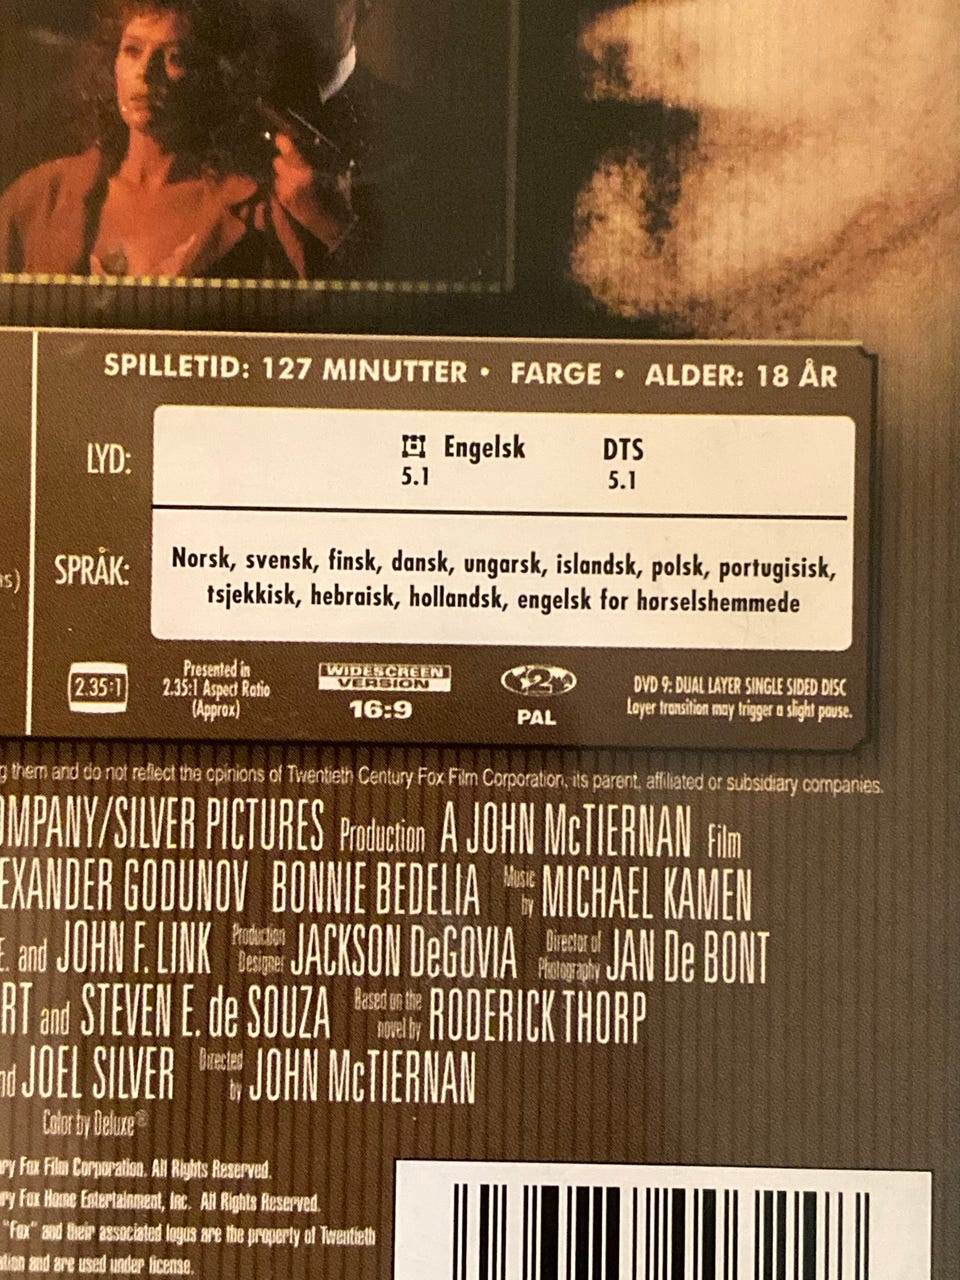 SPILLETID: 127 MINUTTER • FARGE • ALDER: 18 ÅR
LYD:
Engelsk DTS
5.1 5.1
SPRÅK:
Norsk, svensk, finsk, dansk, ungarsk, islandsk, polsk, portugisisk,
tsjekkisk, hebraisk, hollandsk, engelsk for hørselshemmede
2.35:1
Presented in
2.35:1 Aspect Ratio
(Approx)
WIDESCREEN
VERSION
16:9
2
PAL
DVD 9: DUAL LAYER SINGLE SIDED DISC
Layer transition may trigger a slight pause.
them and do not reflect the opinions of Twentieth Century Fox Film Corporation, its parent, affiliated or subsidiary companies.
OMPANY/SILVER PICTURES Production A JOHN McTIERNAN Film
EXANDER GODUNOV BONNIE BEDELIA Music by MICHAEL KAMEN
E. and JOHN F. LINK Production Designer JACKSON DeGOVIA Director of Photography JAN De BONT
RT and STEVEN E. de SOUZA Based on the novel by RODERICK THORP
nd JOEL SILVER Directed by JOHN McTIERNAN
Color by Deluxe®
ry Fox Film Corporation. All Rights Reserved.
ry Fox Home Entertainment, Inc. All Rights Reserved.
"Fox" and their associated logos are the property of Twentieth
ation and are used under license.